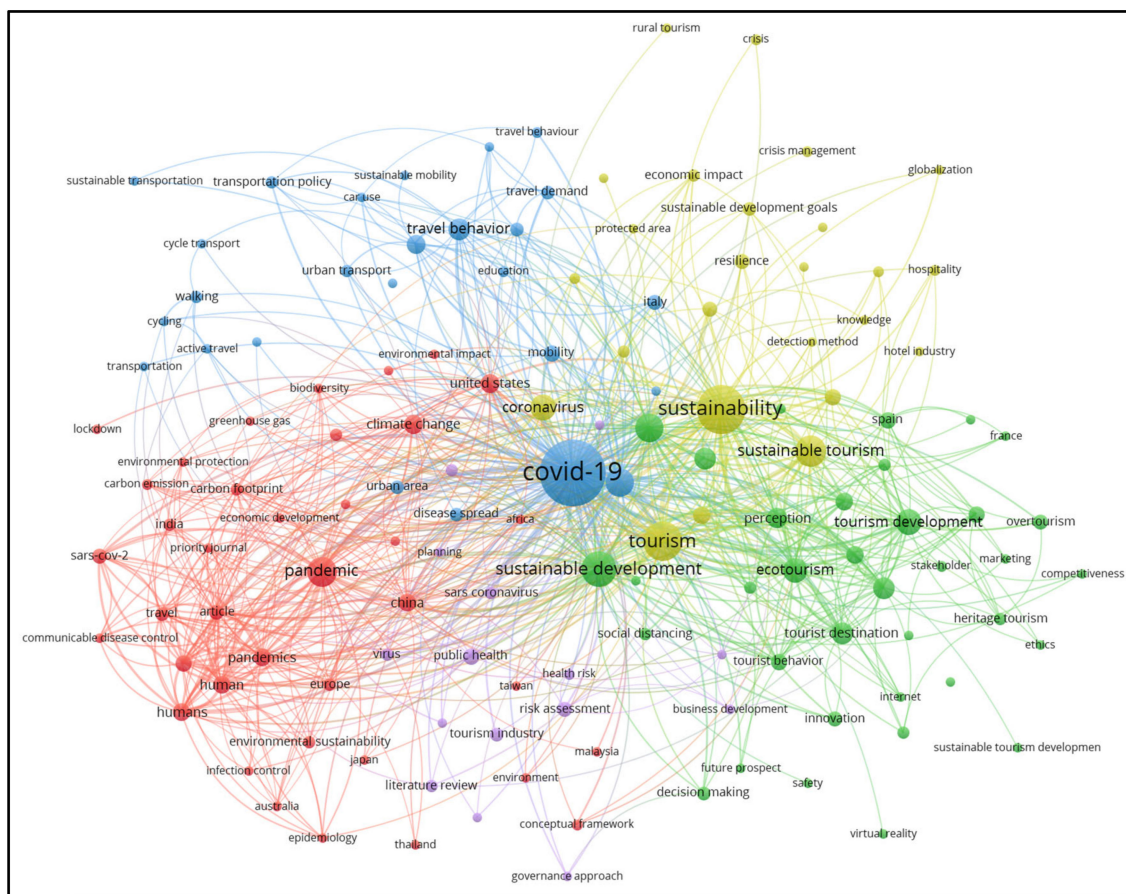 rural tourism
crisis
travel behaviour
crisis management
sustainable mobility
economic impact
globalization
sustainable transportation
transportation policy
car use
travel demand
sustainable development goals
travel behavior
protected area
cycle transport
resilience
urban transport
education
hospitality
walking
italy
cycling
knowledge
active travel
environmental impact
mobility
detection method
hotel industry
transportation
biodiversity
united states
coronavirus
sustainability
greenhouse gas
climate change
spain
lockdown
france
environmental protection
covid-19
sustainable tourism
carbon emission
carbon footprint
urban area
economic development
disease spread
africa
perception
tourism development
overtourism
india
priority journal
planning
tourism
sars-cov-2
pandemic
sustainable development
ecotourism
stakeholder
marketing
competitiveness
sars coronavirus
travel
article
china
social distancing
tourist destination
heritage tourism
communicable disease control
ethics
pandemics
virus
public health
tourist behavior
human
europe
taiwan
health risk
internet
humans
risk assessment
business development
innovation
environmental sustainability
tourism industry
sustainable tourism developmen
japan
malaysia
infection control
literature review
environment
future prospect
safety
decision making
australia
epidemiology
thailand
conceptual framework
virtual reality
governance approach